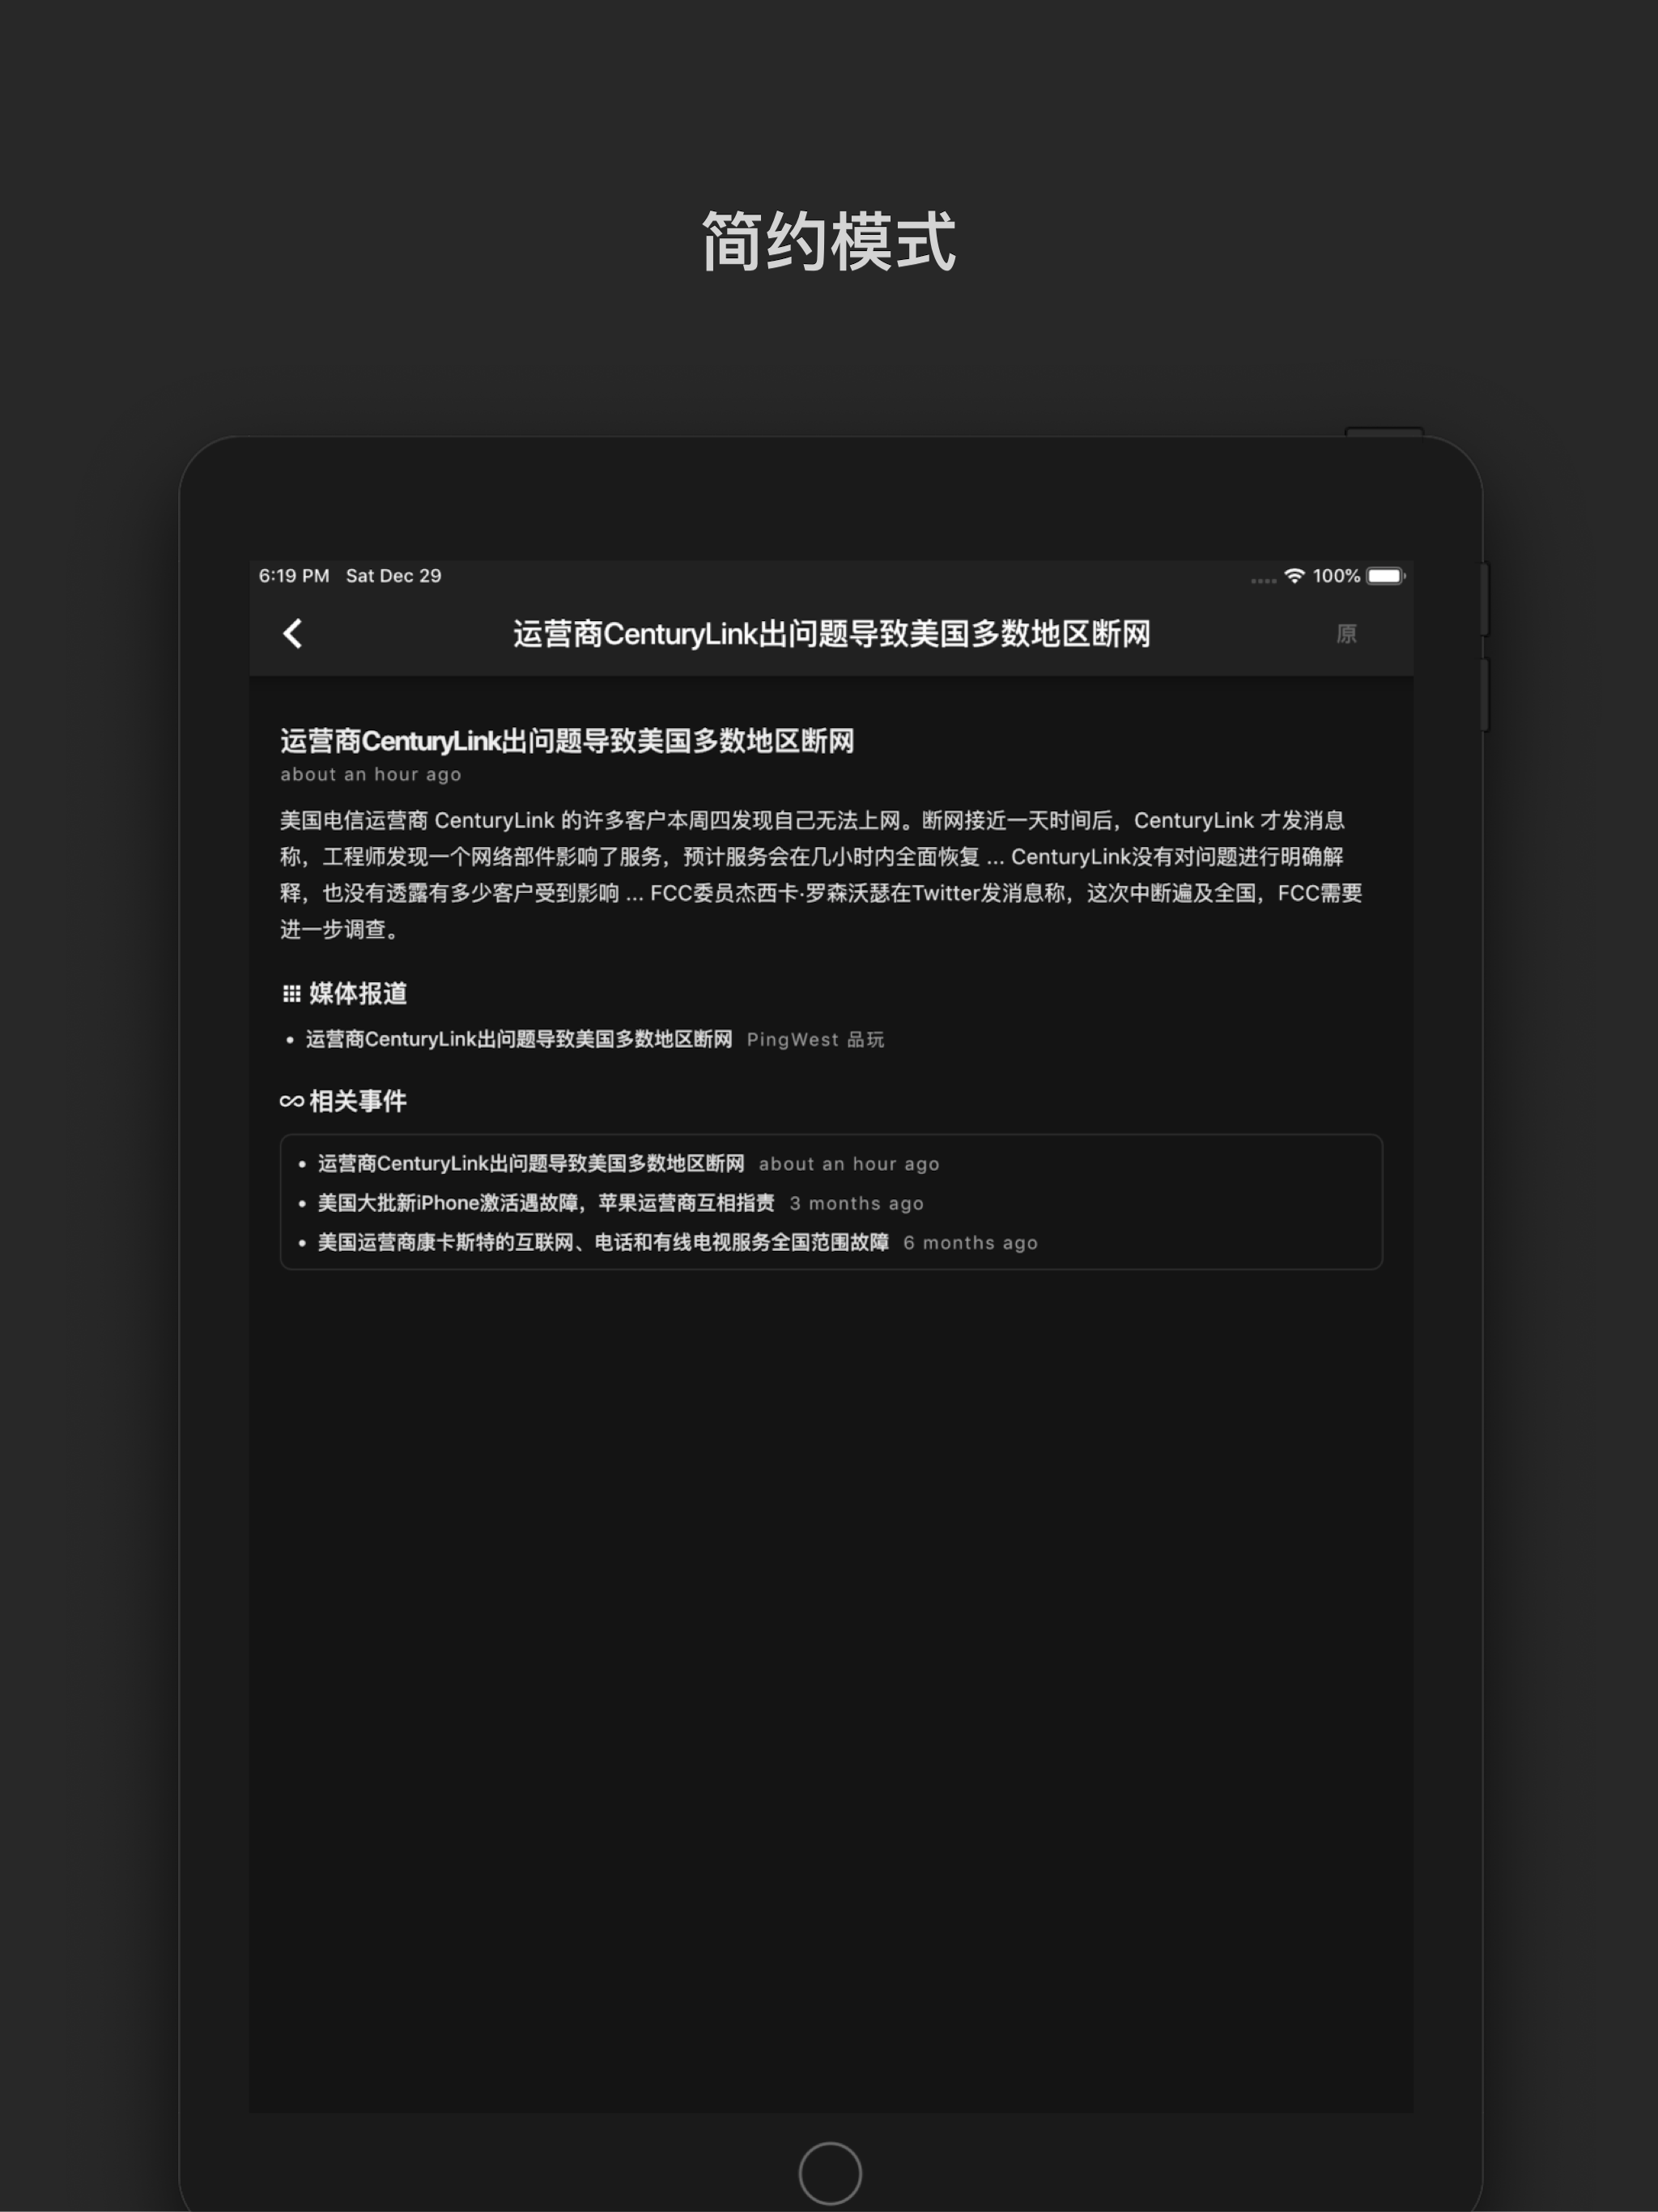 简约模式
6:19 PM Sat Dec 29
100%
运营商CenturyLink出问题导致美国多数地区断网
原
运营商CenturyLink出问题导致美国多数地区断网
about an hour ago
美国电信运营商 CenturyLink 的许多客户本周四发现自己无法上网。断网接近一天时间后，CenturyLink 才发消息
称，工程师发现一个网络部件影响了服务，预计服务会在几小时内全面恢复 ... CenturyLink没有对问题进行明确解
释，也没有透露有多少客户受到影响 ... FCC委员杰西卡·罗森沃瑟在Twitter发消息称，这次中断遍及全国，FCC需要
进一步调查。
媒体报道
• 运营商CenturyLink出问题导致美国多数地区断网 PingWest 品玩
相关事件
• 运营商CenturyLink出问题导致美国多数地区断网 about an hour ago
• 美国大批新iPhone激活遇故障，苹果运营商互相指责 3 months ago
• 美国运营商康卡斯特的互联网、电话和有线电视服务全国范围故障 6 months ago